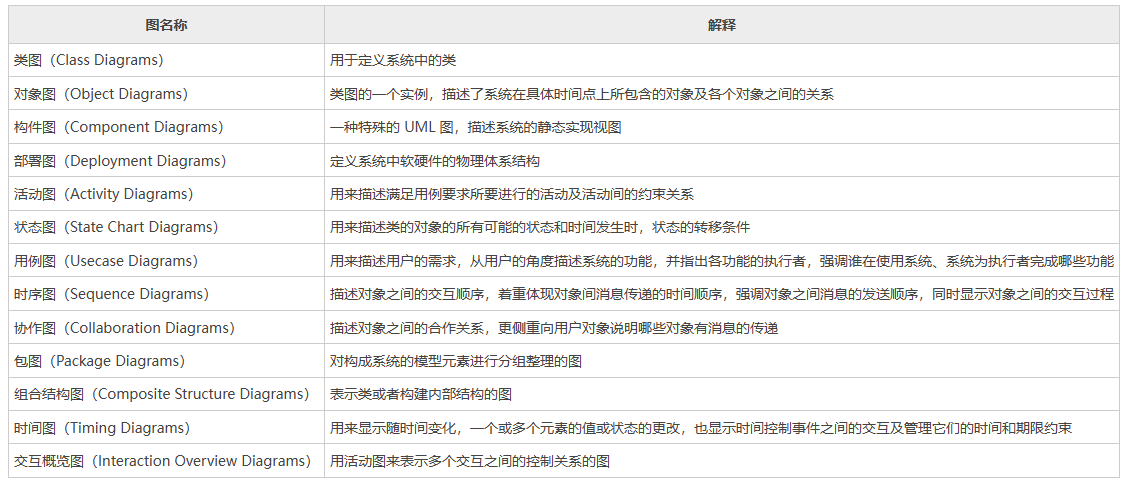 图名称 解释
类图（Class Diagrams） 用于定义系统中的类
对象图（Object Diagrams） 类图的一个实例，描述了系统在具体时间点上所包含的对象及各个对象之间的关系
构件图（Component Diagrams） 一种特殊的 UML 图，描述系统的静态实现视图
部署图（Deployment Diagrams） 定义系统中软硬件的物理体系结构
活动图（Activity Diagrams） 用来描述满足用例要求所要进行的活动及活动间的约束关系
状态图（State Chart Diagrams） 用来描述类的对象的所有可能的状态和时间发生时，状态的转移条件
用例图（Usecase Diagrams） 用来描述用户的需求，从用户的角度描述系统的功能，并指出各功能的执行者，强调谁在使用系统、系统为执行者完成哪些功能
时序图（Sequence Diagrams） 描述对象之间的交互顺序，着重体现对象间消息传递的时间顺序，强调对象之间消息的发送顺序，同时显示对象之间的交互过程
协作图（Collaboration Diagrams） 描述对象之间的合作关系，更侧重向用户对象说明哪些对象有消息的传递
包图（Package Diagrams） 对构成系统的模型元素进行分组整理的图
组合结构图（Composite Structure Diagrams） 表示类或者构建内部结构的图
时间图（Timing Diagrams） 用来显示随时间变化，一个或多个元素的值或状态的更改，也显示时间控制事件之间的交互及管理它们的时间和期限约束
交互概览图（Interaction Overview Diagrams） 用活动图来表示多个交互之间的控制关系的图